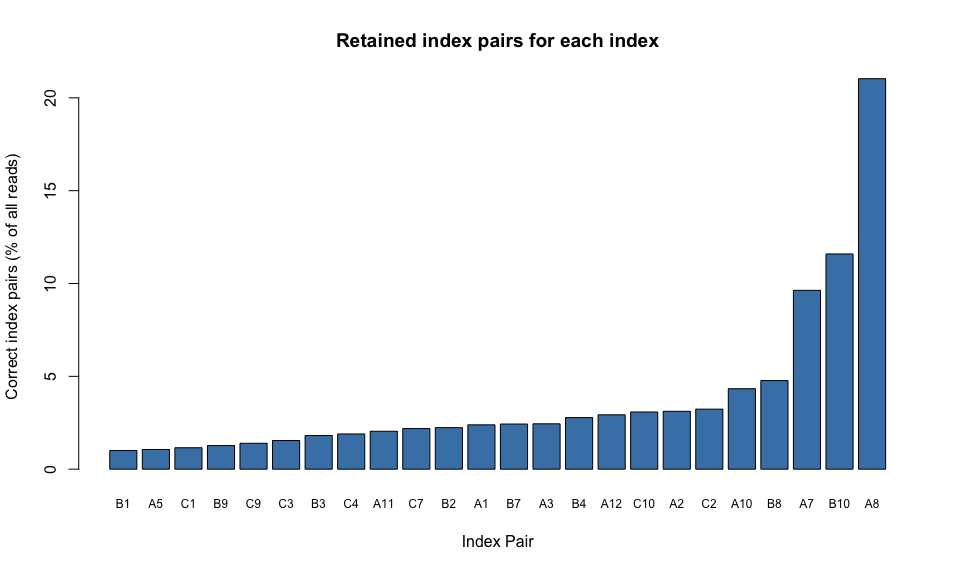 Retained index pairs for each index
Correct index pairs (% of all reads)
20
15
10
5
0
B1 A5 C1 B9 C9 C3 B3 C4 A11 C7 B2 A1 B7 A3 B4 A12 C10 A2 C2 A10 B8 A7 B10 A8
Index Pair